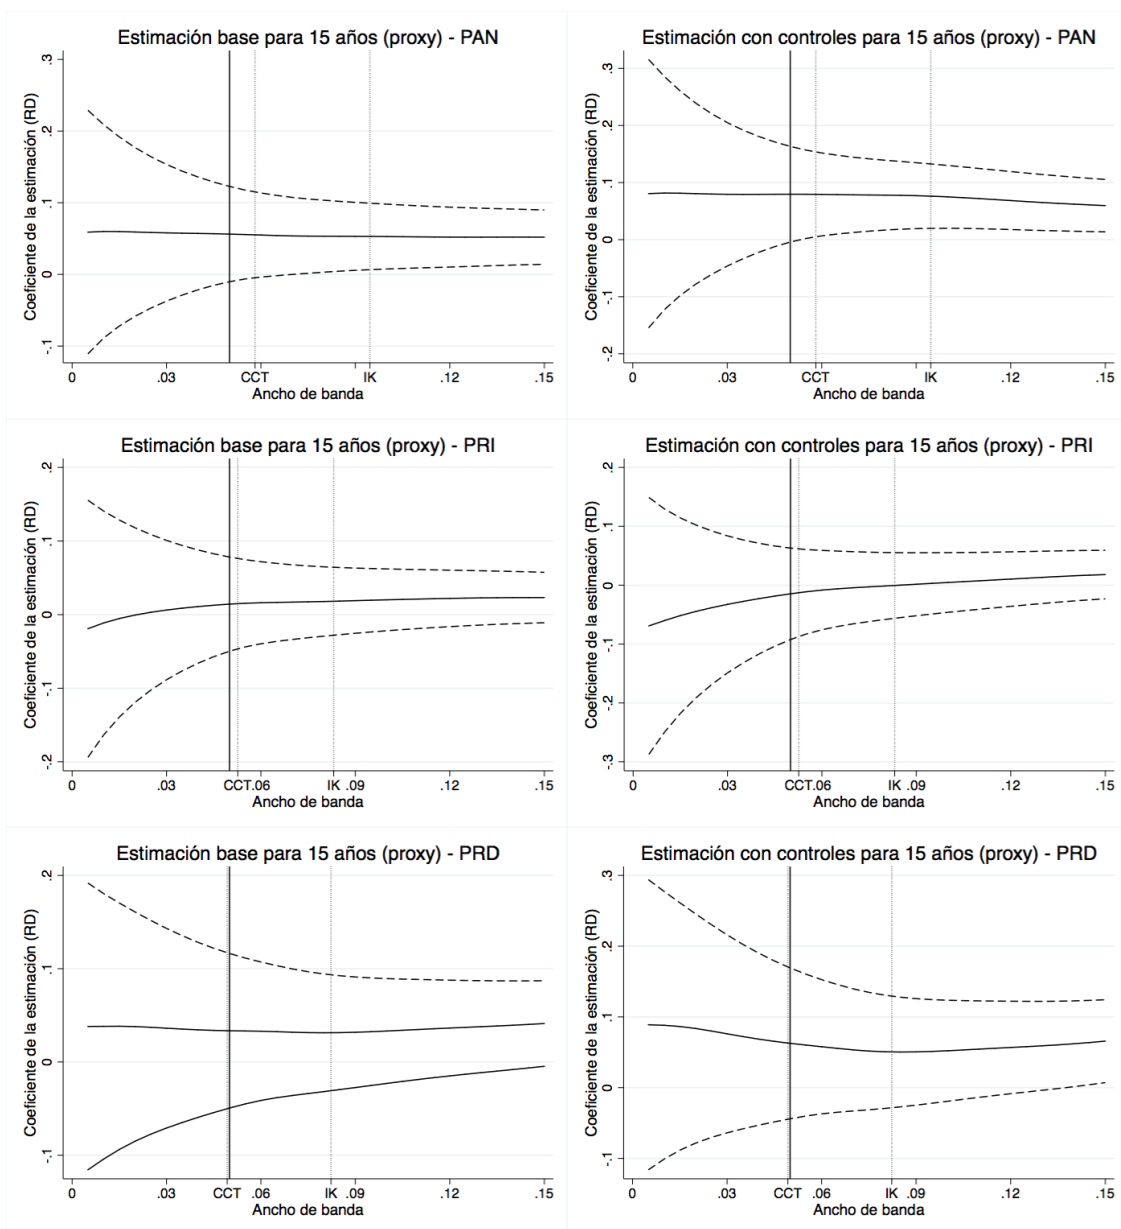 Estimación base para 15 años (proxy) - PAN
Coeficiente de la estimación (RD)
.3
.2
.1
0
-.1
0 .03 CCT IK .12 .15
Ancho de banda
Estimación con controles para 15 años (proxy) - PAN
Coeficiente de la estimación (RD)
.3
.2
.1
0
-.1
-.2
0 .03 CCT IK .12 .15
Ancho de banda
Estimación base para 15 años (proxy) - PRI
Coeficiente de la estimación (RD)
.2
.1
0
-.1
-.2
0 .03 CCT .06 IK .09 .12 .15
Ancho de banda
Estimación con controles para 15 años (proxy) - PRI
Coeficiente de la estimación (RD)
.2
.1
0
-.1
-.2
-.3
0 .03 CCT .06 IK .09 .12 .15
Ancho de banda
Estimación base para 15 años (proxy) - PRD
Coeficiente de la estimación (RD)
.2
.1
0
-.1
0 .03 CCT .06 IK .09 .12 .15
Ancho de banda
Estimación con controles para 15 años (proxy) - PRD
Coeficiente de la estimación (RD)
.3
.2
.1
0
-.1
0 .03 CCT .06 IK .09 .12 .15
Ancho de banda